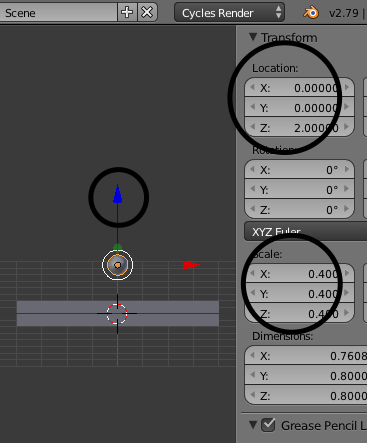 Scene
Cycles Render
v2.79 |
Transform
Location:
X: 0.00000
Y: 0.00000
Z: 2.00000
X: 0°
Y: 0°
Z: 0°
XYZ Euler
Scale:
X: 0.400
Y: 0.400
Z: 0.400
Dimensions:
X: 0.7608
Y: 0.8000
Z: 0.8000
Grease Pencil L